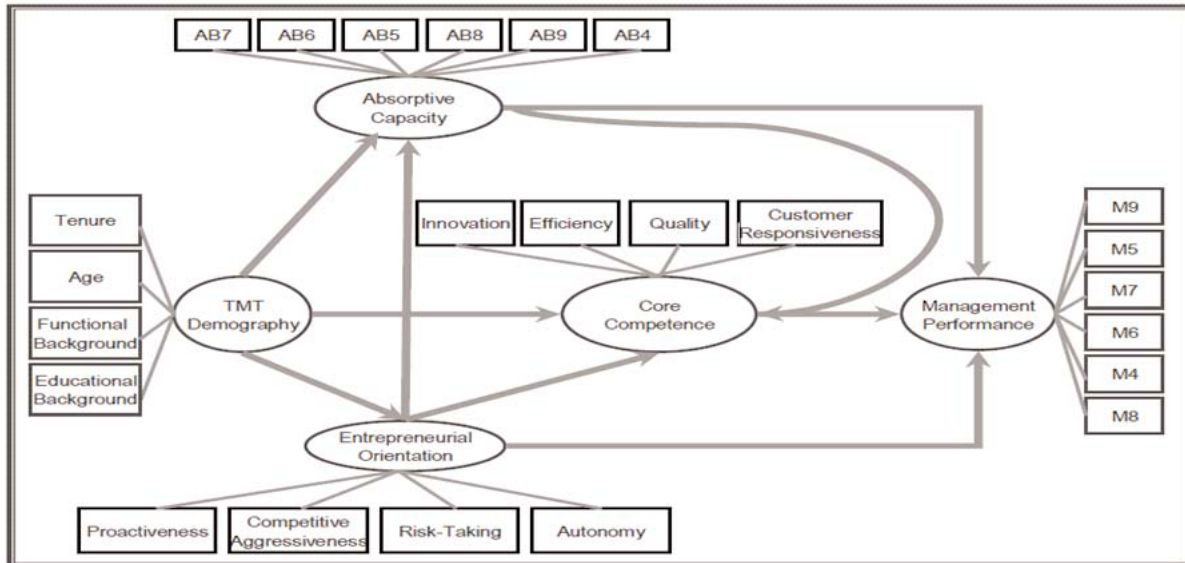 AB7 AB6 AB5 AB8 AB9 AB4
Absorptive
Capacity
Tenure
Age
Functional
Background
Educational
Background
TMT
Demography
Innovation Efficiency Quality Customer
Responsiveness
Core
Competence
Management
Performance
M9
M5
M7
M6
M4
M8
Entrepreneurial
Orientation
Proactiveness
Competitive
Aggressiveness
Risk-Taking
Autonomy